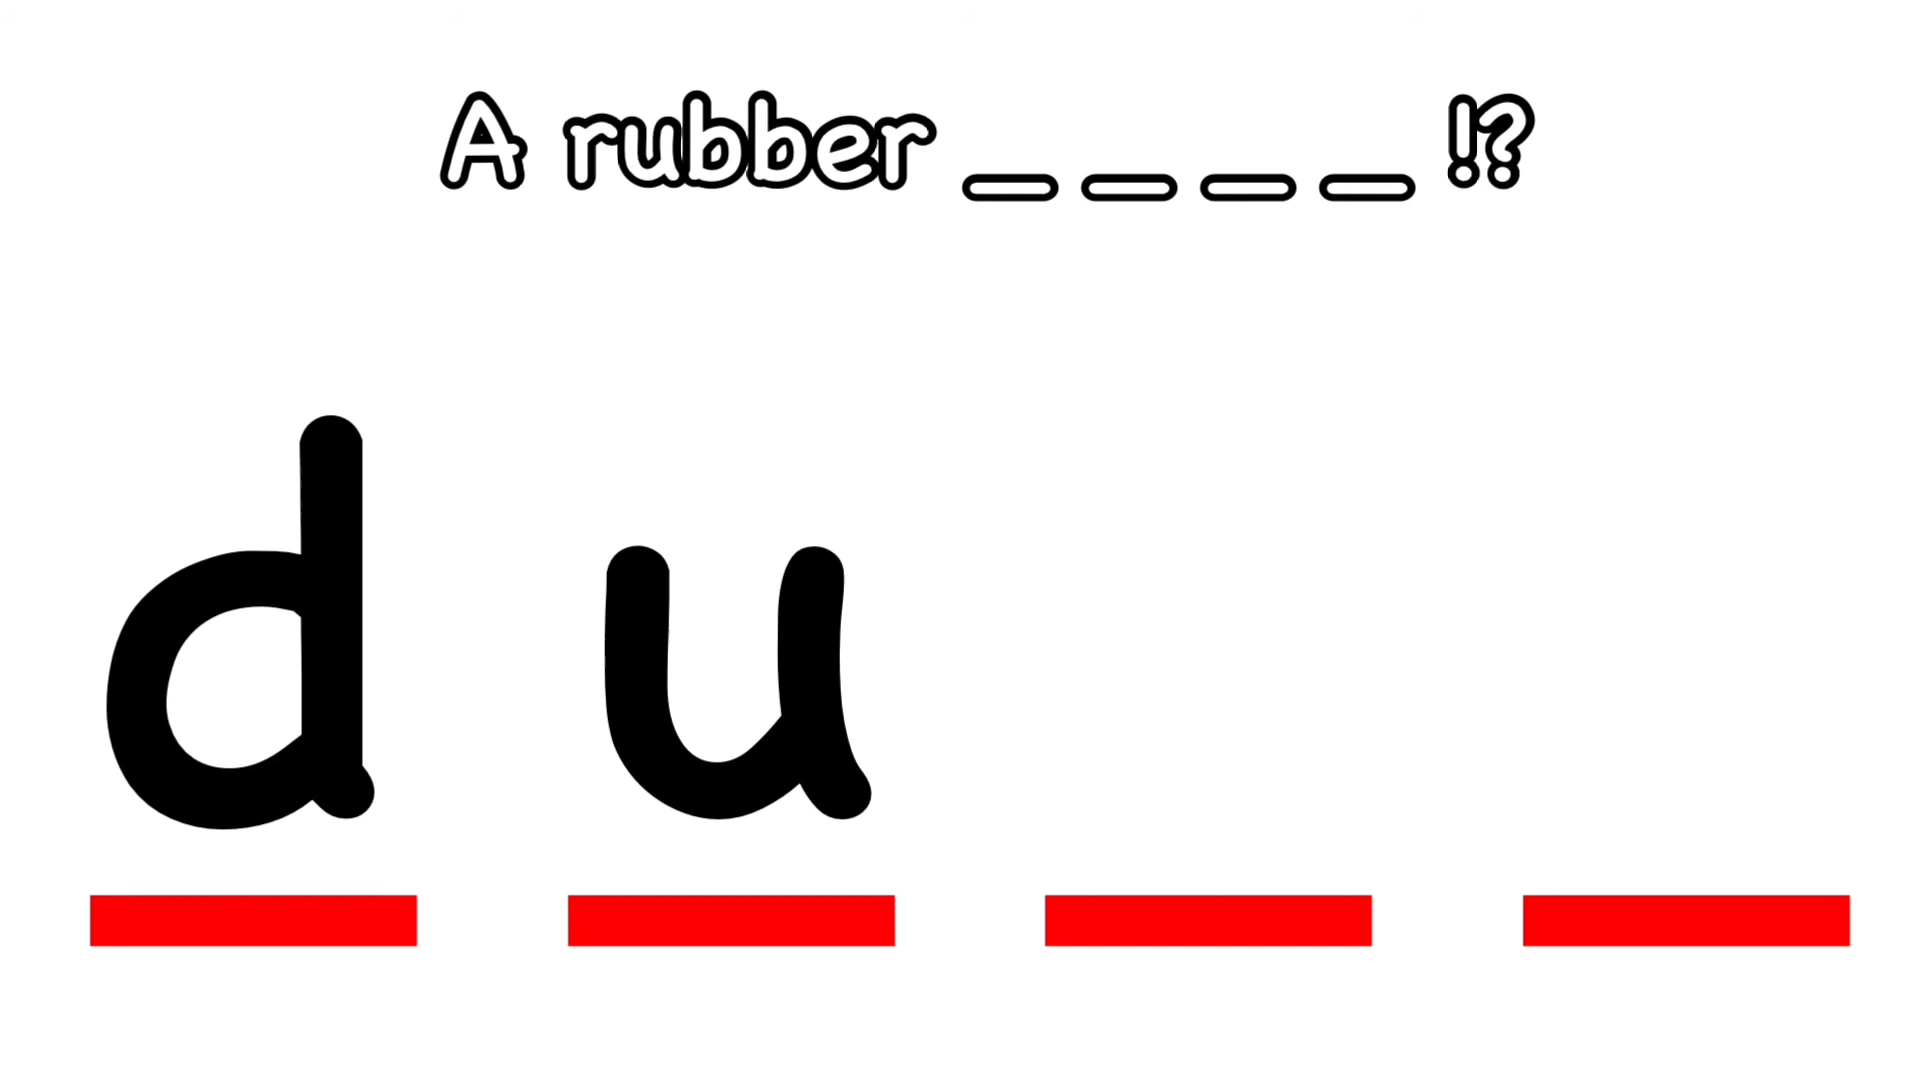 A rubber _ _ _ _ !?
d u _ _